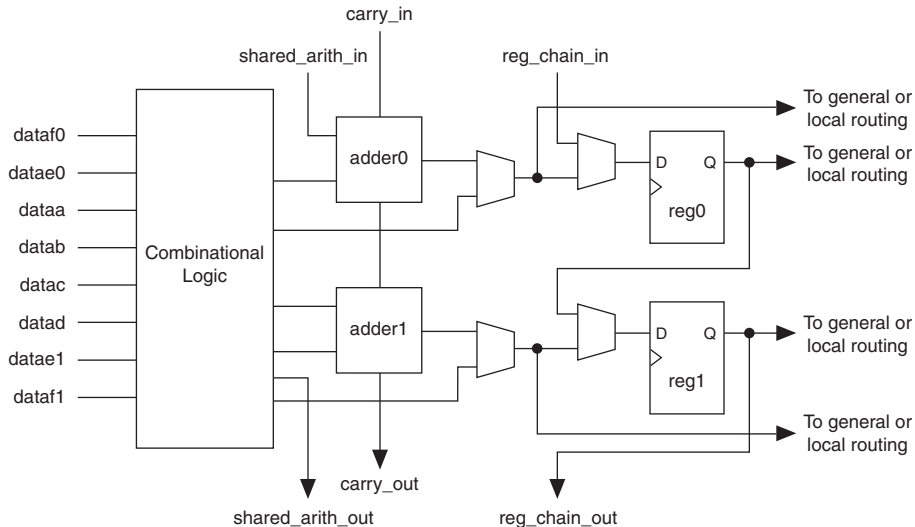 carry_in
shared_arith_in
reg_chain_in
To general or
local routing
dataf0
datae0
dataa
datab
datac
datad
datae1
dataf1
Combinational
Logic
adder0
D
Q
reg0
To general or
local routing
adder1
D
Q
reg1
To general or
local routing
To general or
local routing
carry_out
shared_arith_out
reg_chain_out